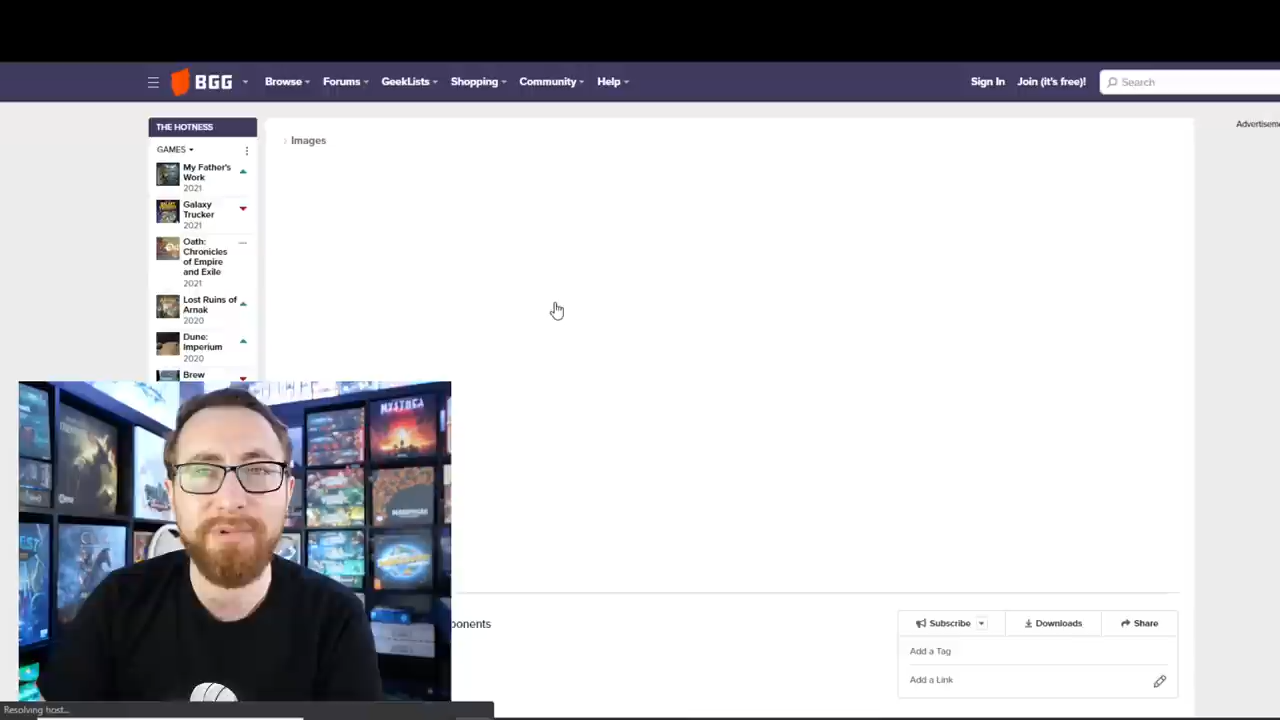 BGG
Browse
Forums
GeekLists
Shopping
Community
Help
Sign In
Join (it's free)!
Search
THE HOTNESS
Images
Advertisem
GAMES
My Father's
Work
2021
Galaxy
Trucker
2021
Oath:
Chronicles
of Empire
and Exile
2021
Lost Ruins of
Arnak
2020
Dune:
Imperium
2020
Brew
MYSTHEA
ponents
Subscribe
Downloads
Share
Add a Tag
Add a Link
Resolving host...